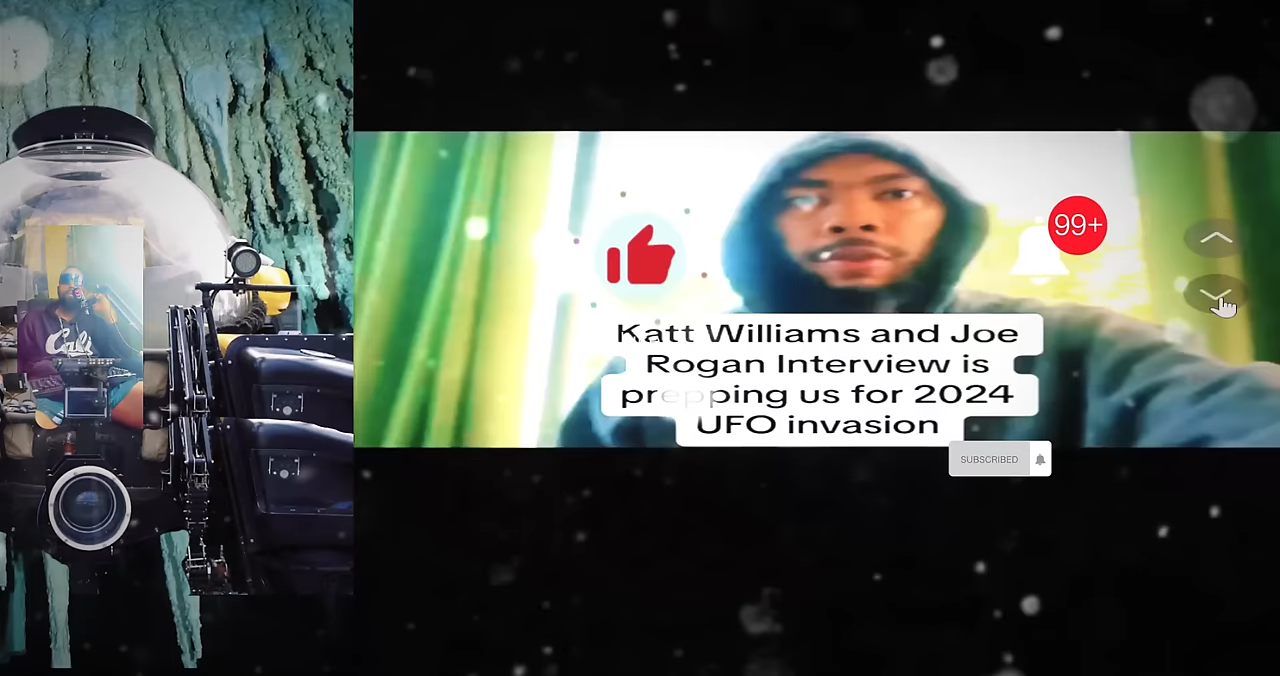 Cali
99+
Katt Williams and Joe
Rogan Interview is
prepping us for 2024
UFO invasion
SUBSCRIBED